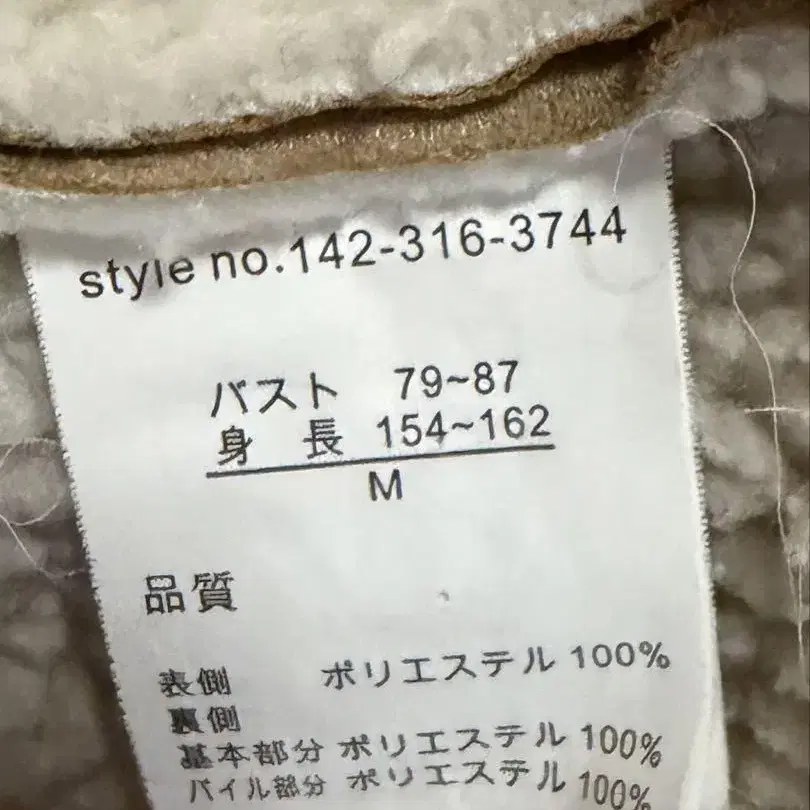 style no.142-316-3744
バスト 79~87
身 長 154~162
M
品質
表側 ポリエステル 100%
裏側
基本部分 ポリエステル 100%
パイル部分 ポリエステル 100%